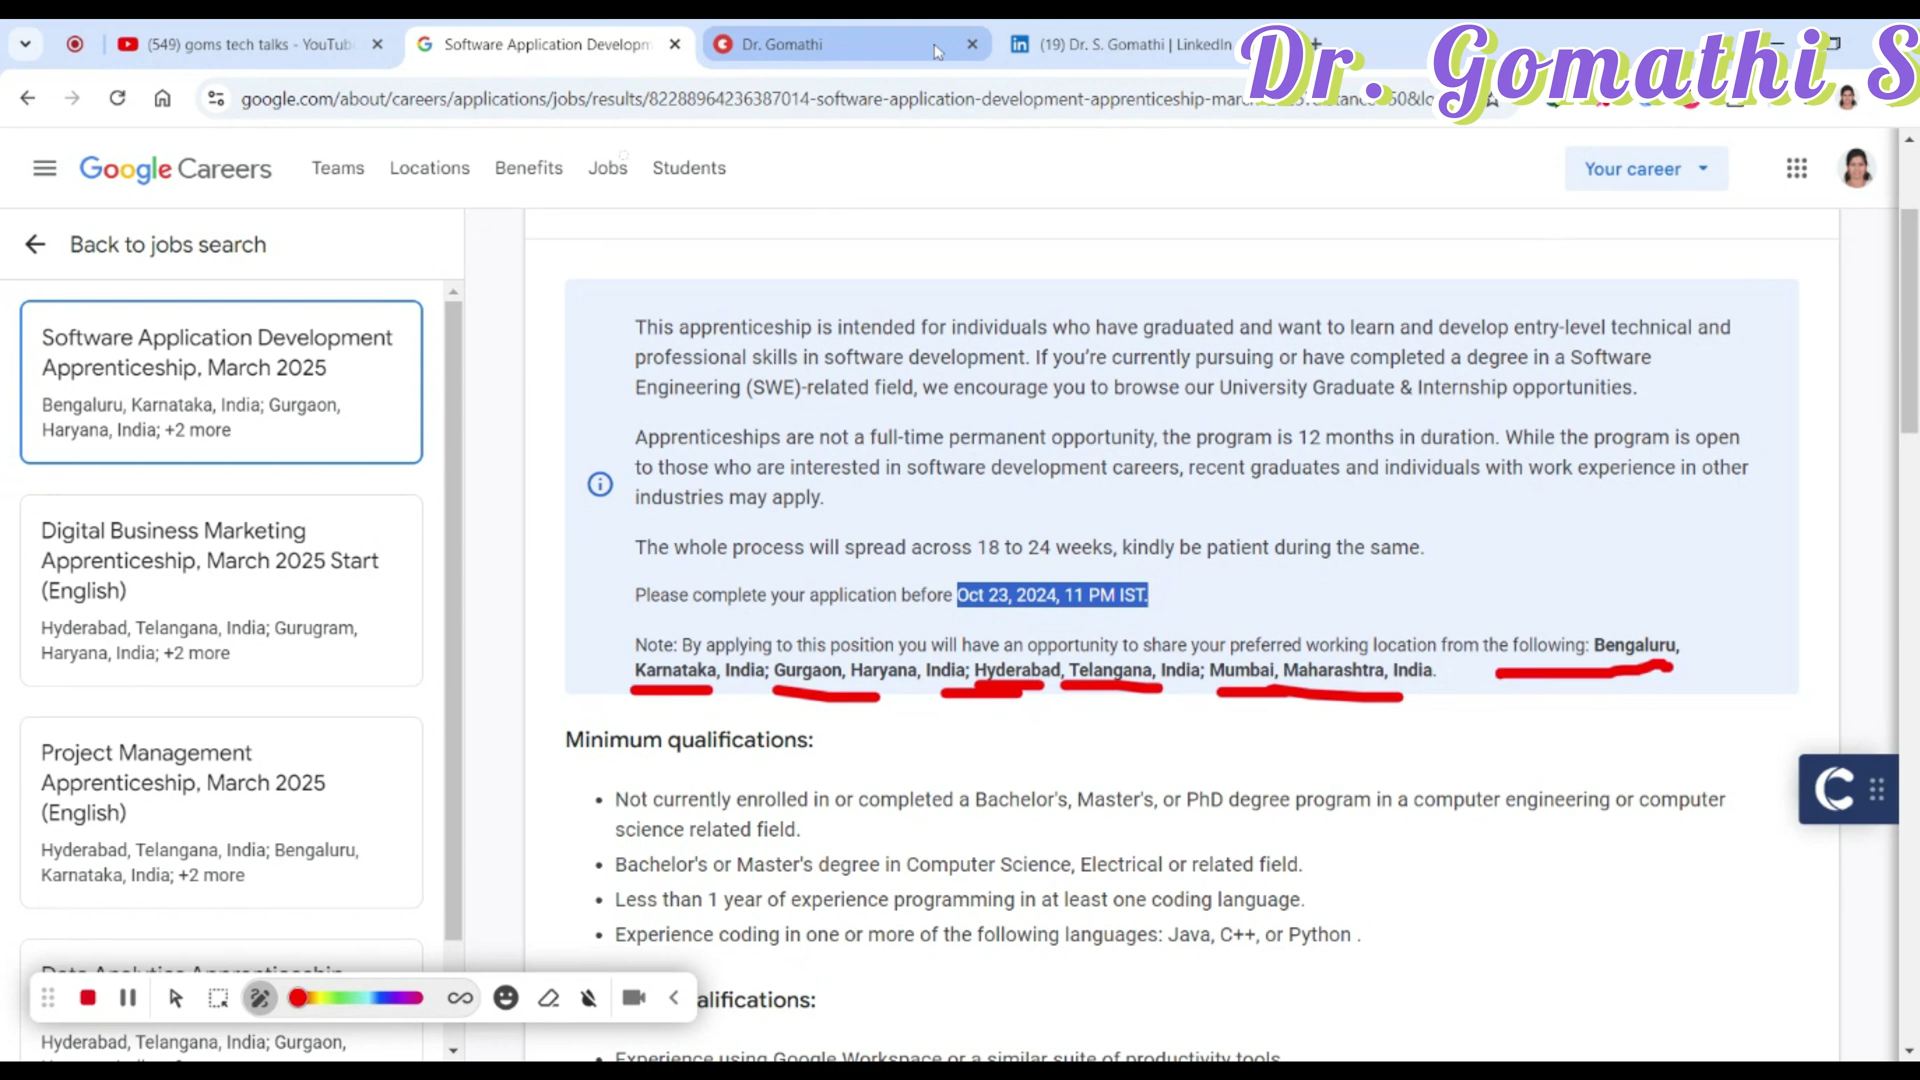 (549) goms tech talks - YouTub
Software Application Developm
Dr. Gomathi
(19) Dr. S. Gomathi | LinkedIn
Dr. Gomathi S
google.com/about/careers/applications/jobs/results/82288964236387014-software-application-development-apprenticeship-mar
Google Careers
Teams
Locations
Benefits
Jobs
Students
Your career
Back to jobs search
Software Application Development
Apprenticeship, March 2025
Bengaluru, Karnataka, India; Gurgaon,
Haryana, India; +2 more
Digital Business Marketing
Apprenticeship, March 2025 Start
(English)
Hyderabad, Telangana, India; Gurugram,
Haryana, India; +2 more
Project Management
Apprenticeship, March 2025
(English)
Hyderabad, Telangana, India; Bengaluru,
Karnataka, India; +2 more
Data Analytics Apprenticeship
Hyderabad, Telangana, India; Gurgaon,
This apprenticeship is intended for individuals who have graduated and want to learn and develop entry-level technical and
professional skills in software development. If you're currently pursuing or have completed a degree in a Software
Engineering (SWE)-related field, we encourage you to browse our University Graduate & Internship opportunities.
Apprenticeships are not a full-time permanent opportunity, the program is 12 months in duration. While the program is open
to those who are interested in software development careers, recent graduates and individuals with work experience in other
industries may apply.
The whole process will spread across 18 to 24 weeks, kindly be patient during the same.
Please complete your application before Oct 23, 2024, 11 PM IST.
Note: By applying to this position you will have an opportunity to share your preferred working location from the following: Bengaluru,
Karnataka, India; Gurgaon, Haryana, India; Hyderabad, Telangana, India; Mumbai, Maharashtra, India.
Minimum qualifications:
Not currently enrolled in or completed a Bachelor's, Master's, or PhD degree program in a computer engineering or computer
science related field.
Bachelor's or Master's degree in Computer Science, Electrical or related field.
Less than 1 year of experience programming in at least one coding language.
Experience coding in one or more of the following languages: Java, C++, or Python .
alifications:
Experience using Google Workspace or a similar suite of productivity tools.